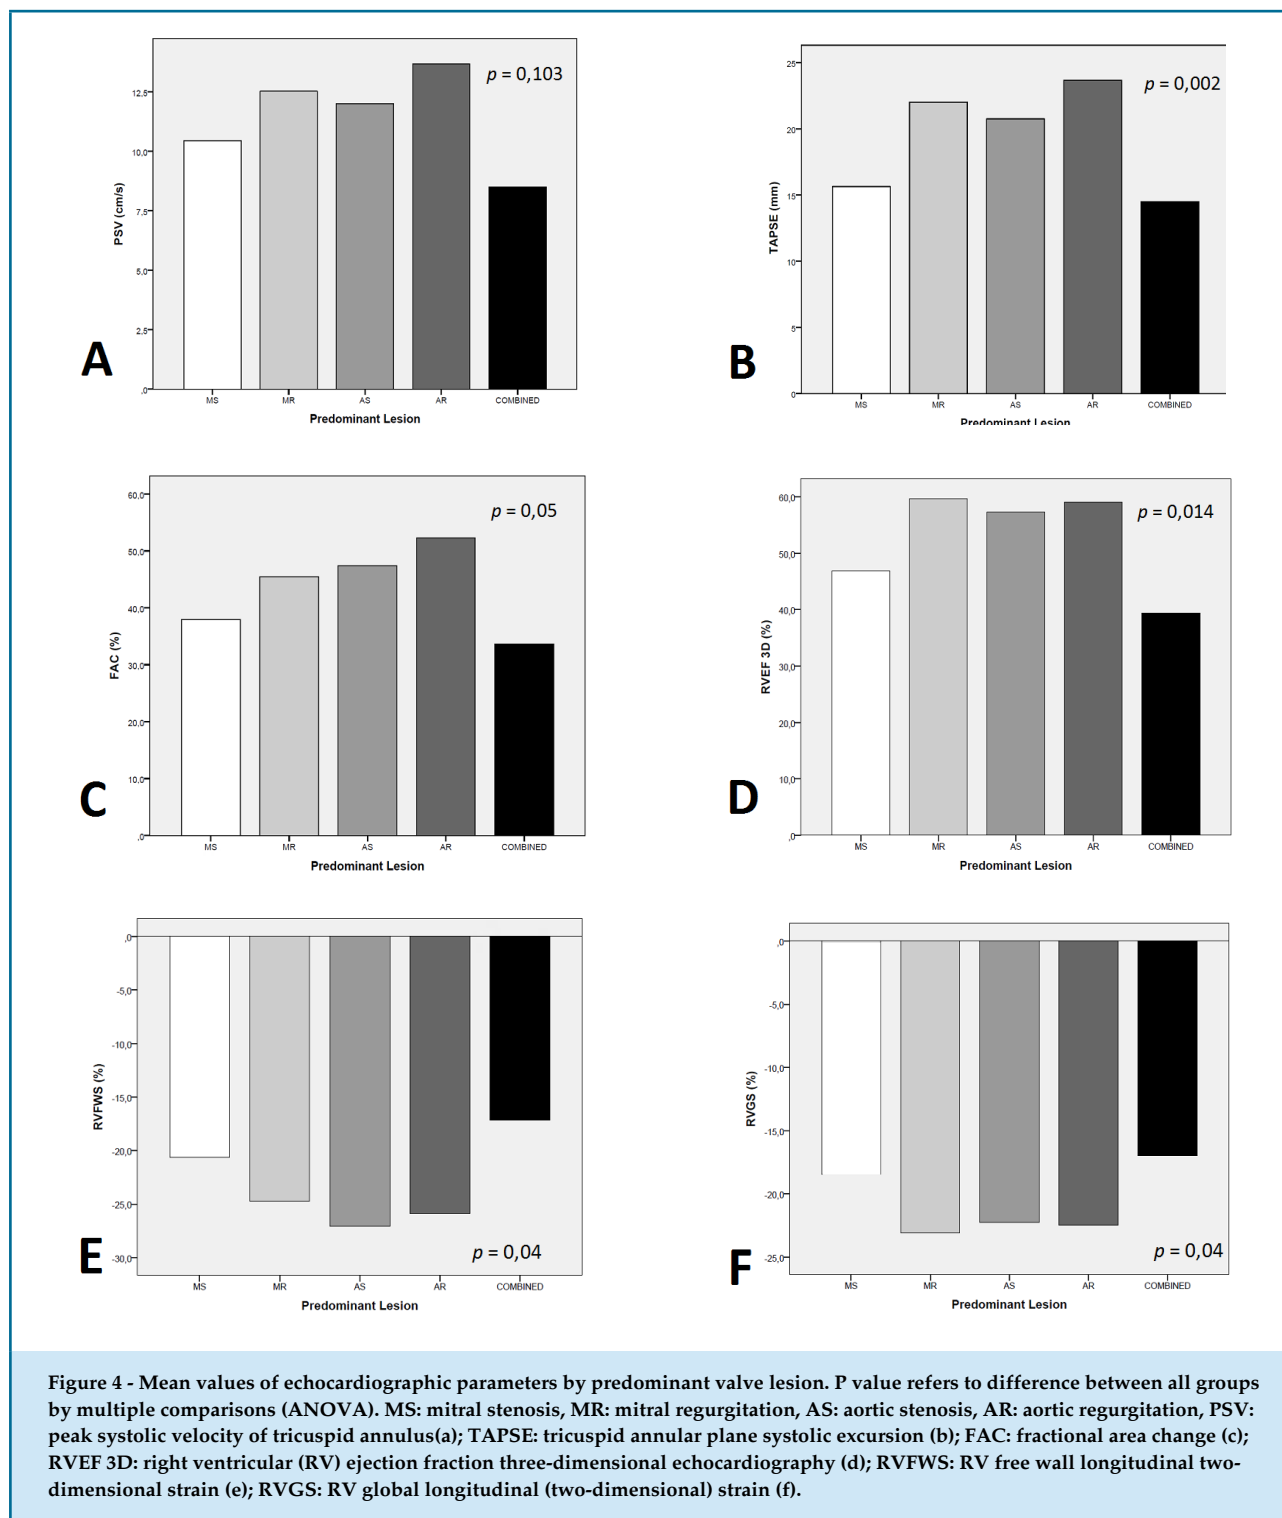 12,5
10,0
7,5
5,0
2,5
,0
PSV (cm/s)
p = 0,103
MS MR AS AR COMBINED
Predominant Lesion
A
25
20
15
10
5
0
TAPSE (mm)
p = 0,002
MS MR AS AR COMBINED
Predominant Lesion
B
60,0
50,0
40,0
30,0
20,0
10,0
,0
FAC (%)
p = 0,05
MS MR AS AR COMBINED
Predominant Lesion
C
60,0
50,0
40,0
30,0
20,0
10,0
,0
RVEF 3D (%)
p = 0,014
MS MR AS AR COMBINED
Predominant Lesion
D
,0
-5,0
-10,0
-15,0
-20,0
-25,0
-30,0
RVFWS (%)
p = 0,04
MS MR AS AR COMBINED
Predominant Lesion
E
,0
-5,0
-10,0
-15,0
-20,0
-25,0
RVGS (%)
p = 0,04
MS MR AS AR COMBINED
Predominant Lesion
F
Figure 4 - Mean values of echocardiographic parameters by predominant valve lesion. P value refers to difference between all groups
by multiple comparisons (ANOVA). MS: mitral stenosis, MR: mitral regurgitation, AS: aortic stenosis, AR: aortic regurgitation, PSV:
peak systolic velocity of tricuspid annulus(a); TAPSE: tricuspid annular plane systolic excursion (b); FAC: fractional area change (c);
RVEF 3D: right ventricular (RV) ejection fraction three-dimensional echocardiography (d); RVFWS: RV free wall longitudinal two-
dimensional strain (e); RVGS: RV global longitudinal (two-dimensional) strain (f).